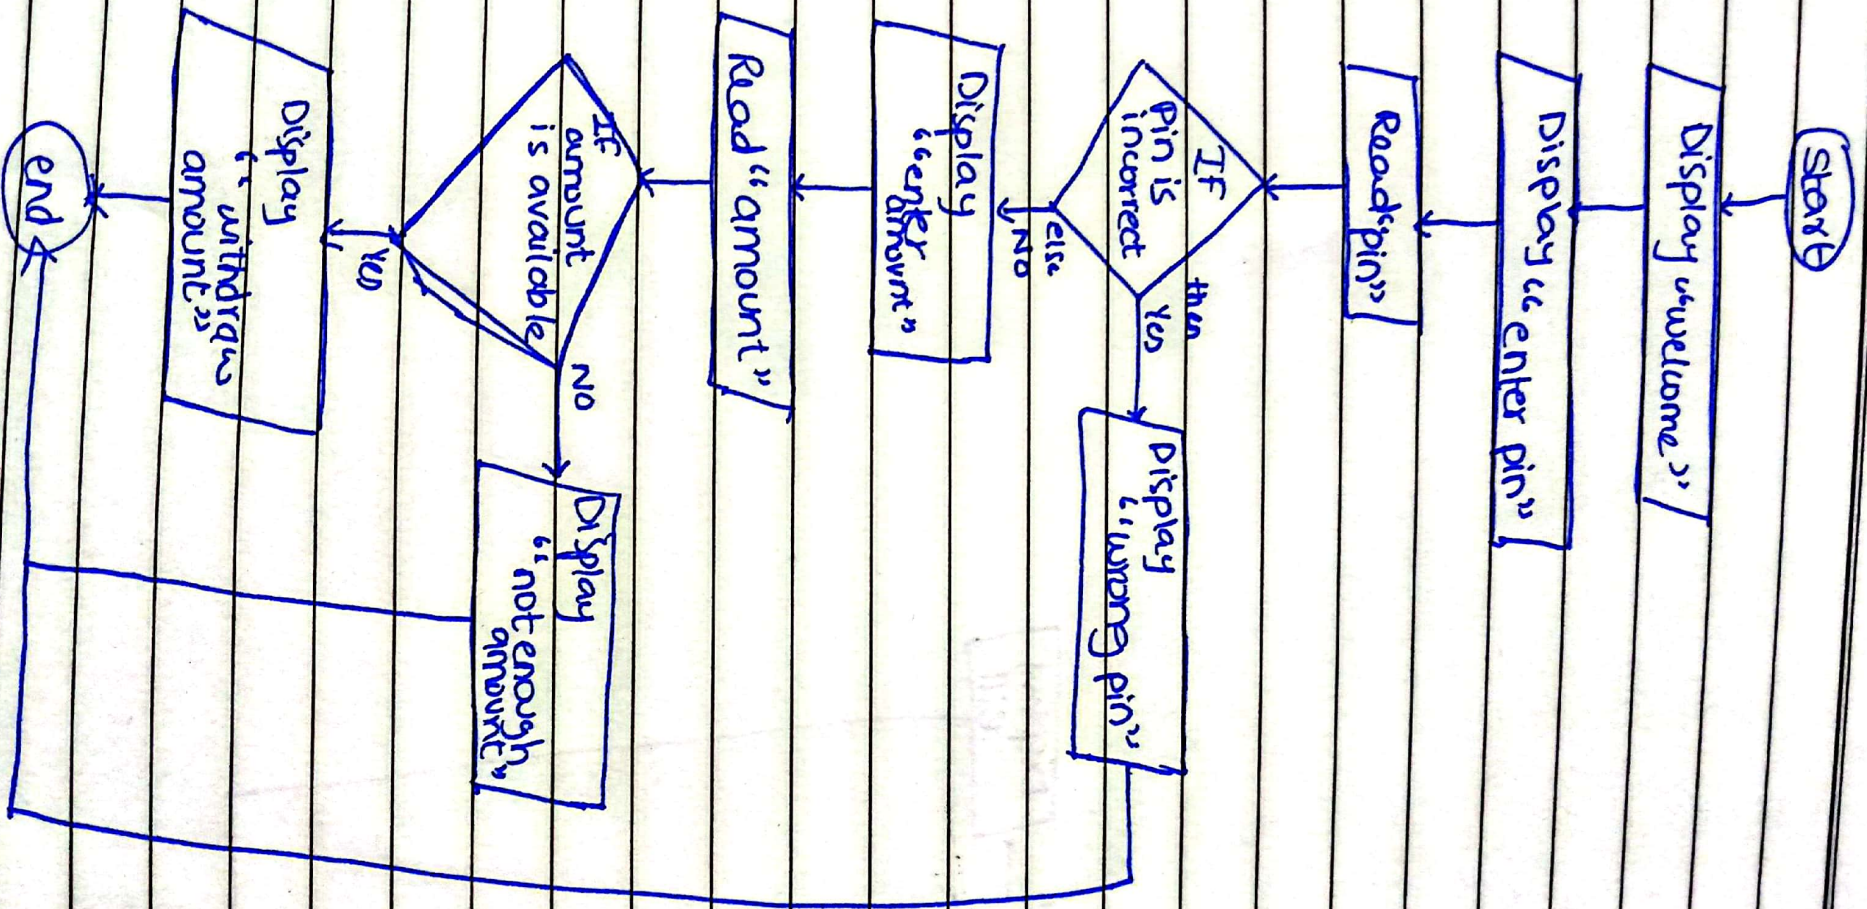 Start
Display "welcome"
Display "enter pin"
Read "pin"
IF
Pin is
incorrect
then
Yes
Display
"wrong pin"
else
NO
Display
"enter
amount"
Read "amount"
IF
amount
is available
NO
Display
"not enough
amount"
Yes
Display
"withdraw
amount"
end